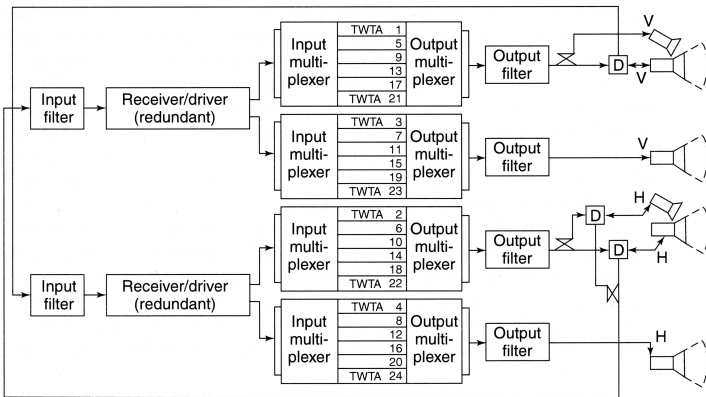 Input
filter
Receiver/driver
(redundant)
Input
multi-
plexer
TWTA 1
5
9
13
17
TWTA 21
Output
multi-
plexer
Output
filter
V
D
V
Input
multi-
plexer
TWTA 3
7
11
15
19
TWTA 23
Output
multi-
plexer
Output
filter
V
Input
filter
Receiver/driver
(redundant)
Input
multi-
plexer
TWTA 2
6
10
14
18
TWTA 22
Output
multi-
plexer
Output
filter
D
H
D
H
Input
multi-
plexer
TWTA 4
8
12
16
20
TWTA 24
Output
multi-
plexer
Output
filter
H